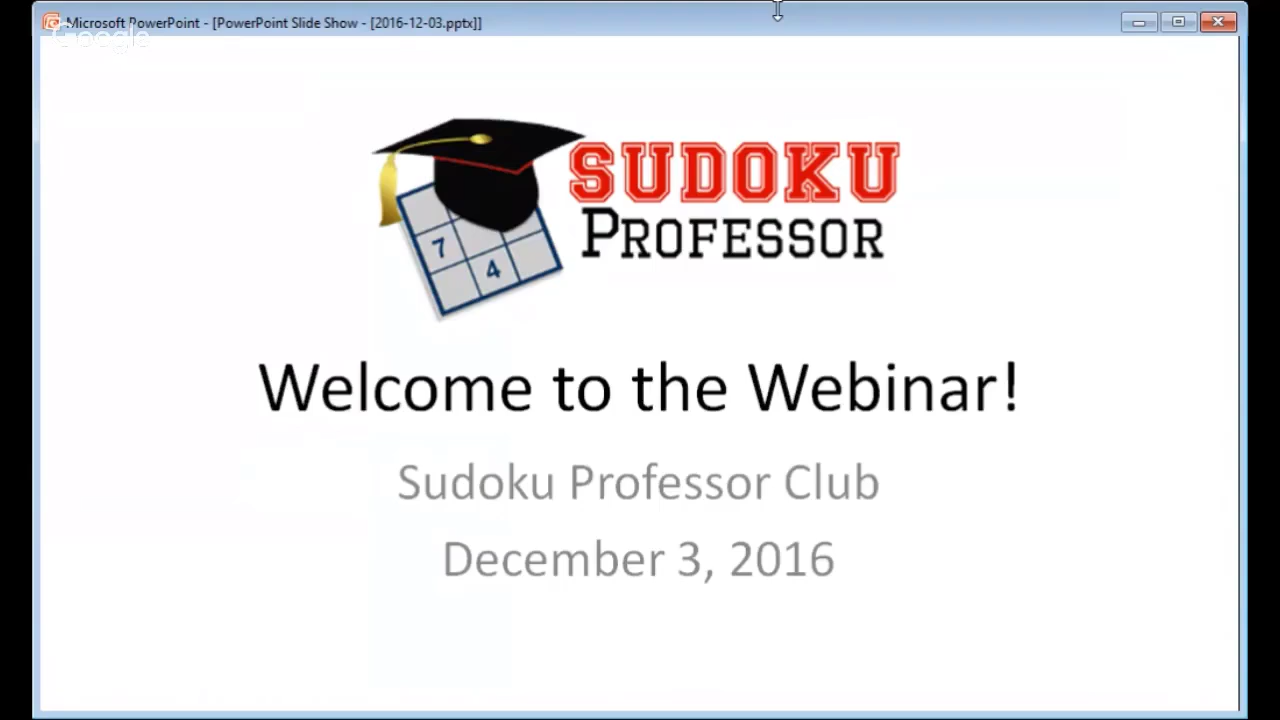 Microsoft PowerPoint - [PowerPoint Slide Show - [2016-12-03.pptx]]
Google
SUDOKU
PROFESSOR
7
4
Welcome to the Webinar!
Sudoku Professor Club
December 3, 2016